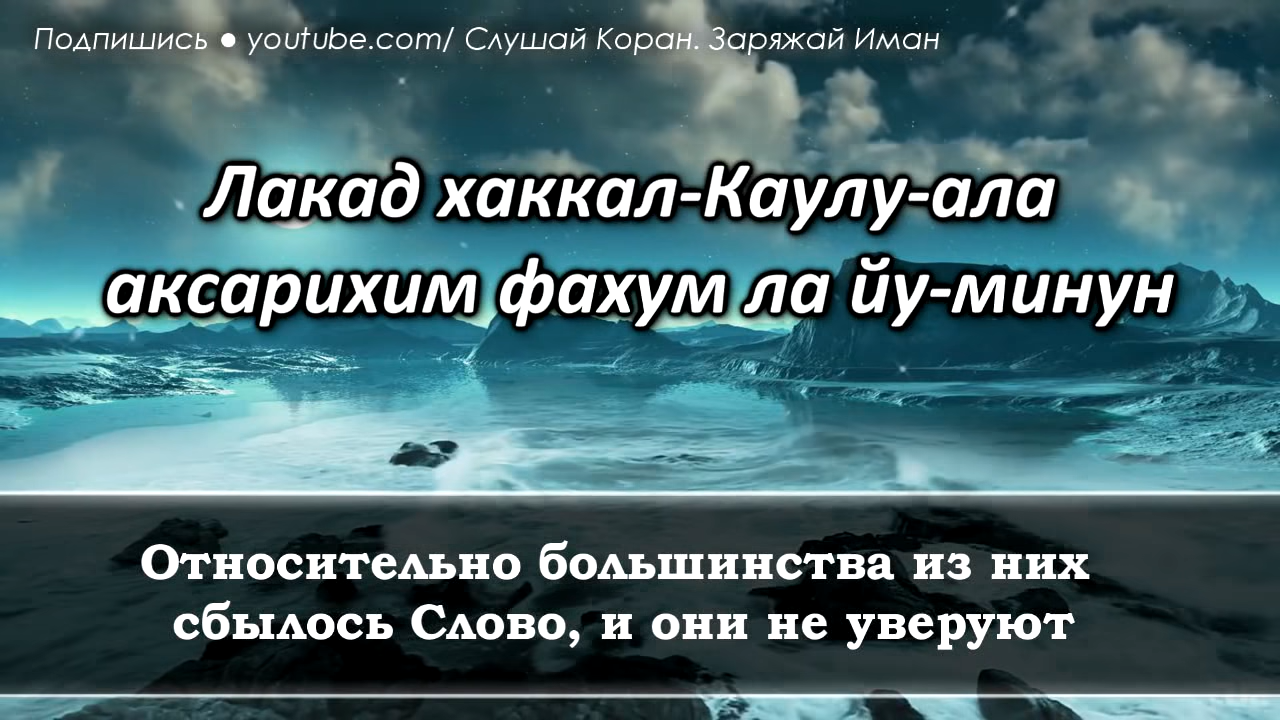 Подпишись ● youtube.com/ Слушай Коран. Заряжай Иман
Лакад хаккал-Каулу-ала
аксарихим фахум ла йу-минун
Относительно большинства из них
сбылось Слово, и они не уверуют